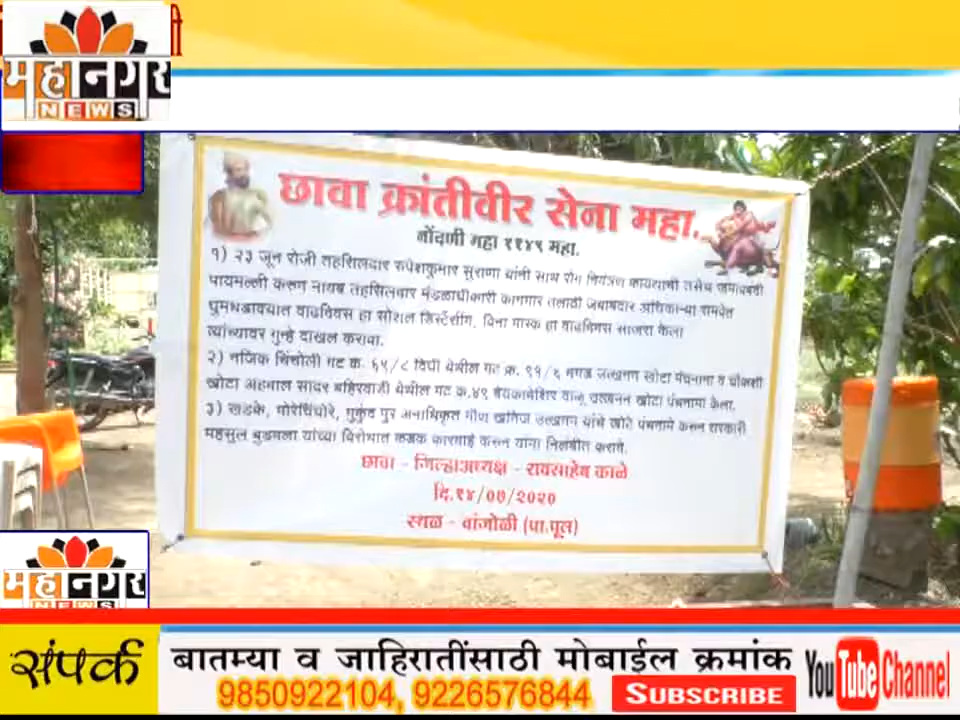 महानगर
NEWS
छावा क्रांतीवीर सेना महा.
नोंदणी महा ११४९ महा.
१) २३ जून रोजी तहसिलदार रुपेशकुमार सुराणा यांनी साथ रोग नियंत्रण कायद्याची तसेच जमावबंदी
पायमल्ली करुन नायब तहसिलदार मंडळाधीकारी कामगार तलाठी जबाबदार अधिकाऱ्या समवेत
धुमधडाक्यात वाढदिवस हा सोशल डिस्टेंसींग, विना मास्क हा वाढदिवस साजरा केला
त्यांच्यावर गुन्हे दाखल करावा.
२) नजिक चिंचोली गट क्र. ६५/८ येथील गट क्र. ११/६ उत्खनन खोटा पंचनामा व चौकशी
खोटा अहवाल सादर बहिरवाडी येथील गट क्र.४९ वाळू उत्खनन खोटा पंचनामा केला.
३) खडके, मोरेचिंचोरे, मुकुंद पुर अनाधिकृत गौण खनिज उत्खनन यांचे खोटे पंचनामे करून सरकारी
महसुल बुडमला यांच्या विरोधात कडक कारवाई करून यांना निलंबीत करावे.
छावा - जिल्हाअध्यक्ष - रावसाहेब काळे
दि.१४/०७/२०२०
स्थळ - वांजोळी (पा.पूल)
महानगर
NEWS
संपर्क
बातम्या व जाहिरातींसाठी मोबाईल क्रमांक
9850922104, 9226576844
SUBSCRIBE
YouTube Channel